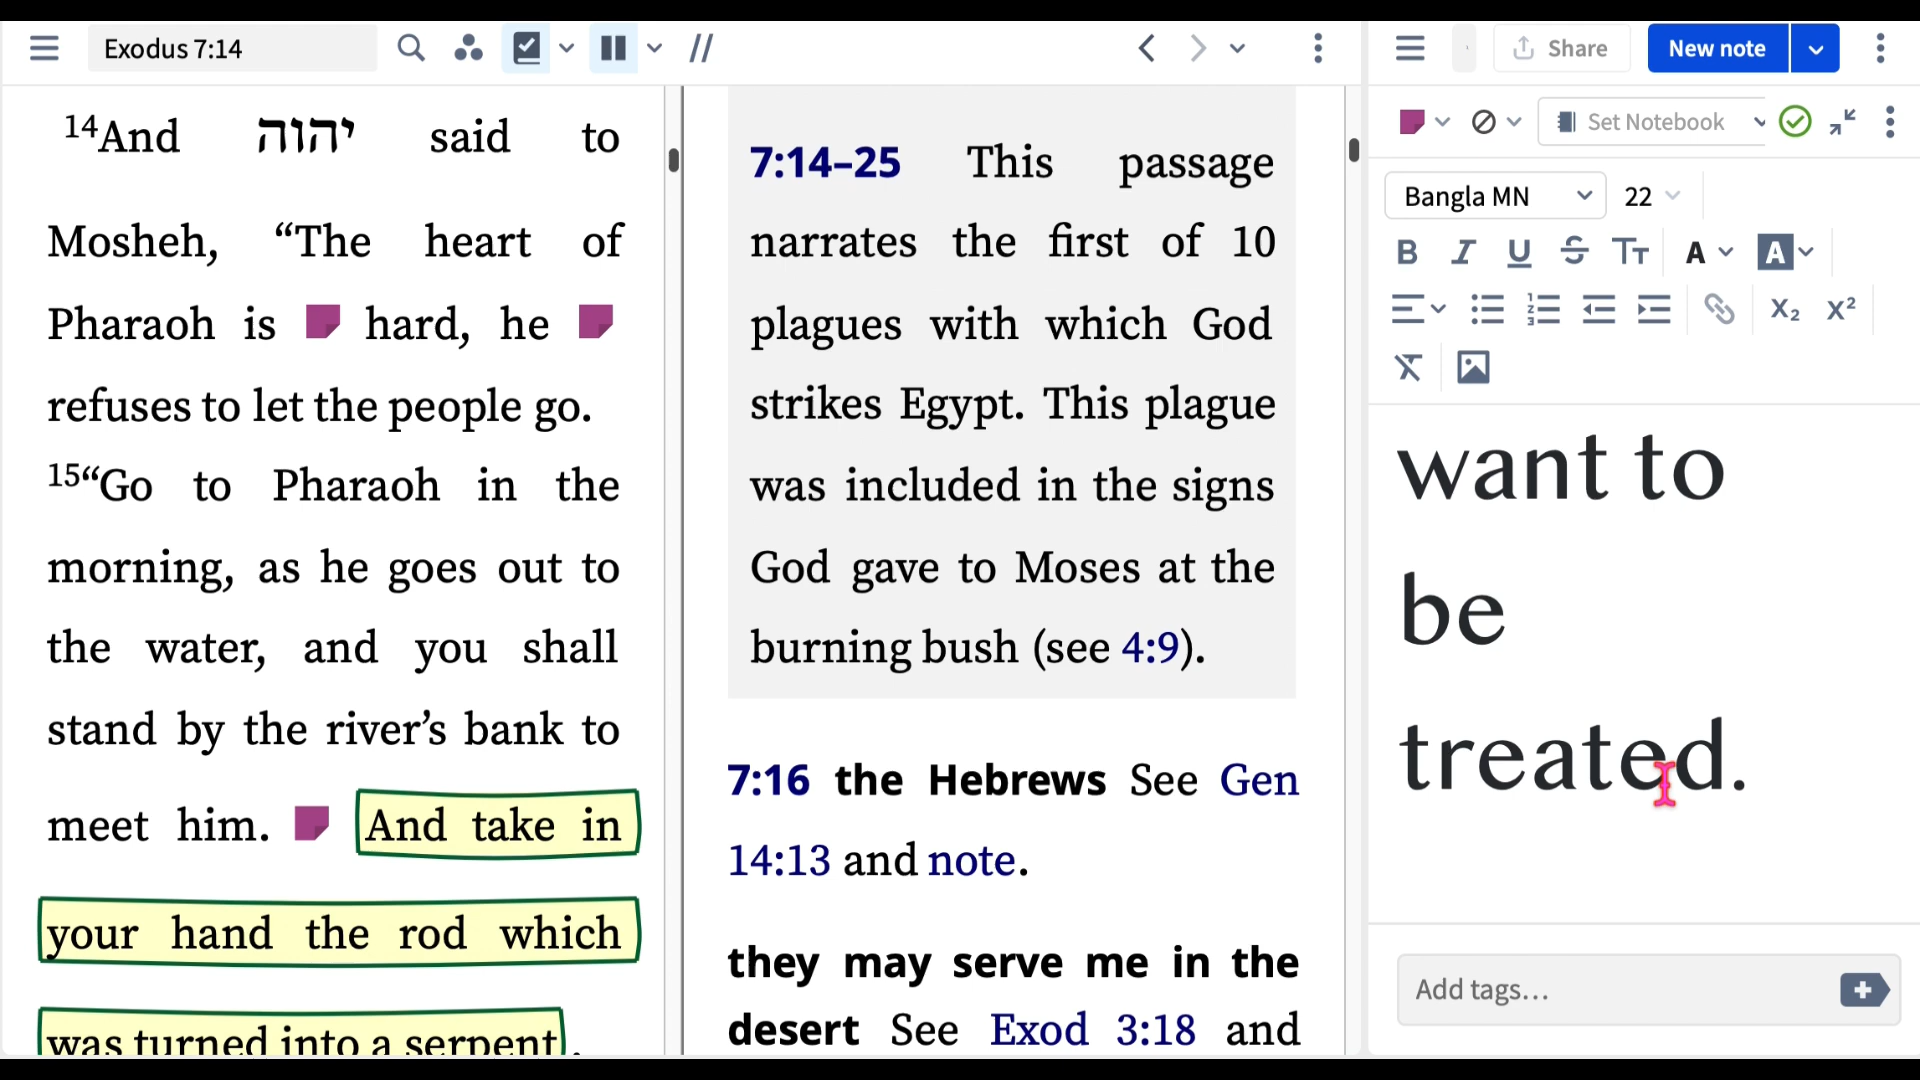 Exodus 7:14
Share
New note
Set Notebook
Bangla MN
22
¹⁴And יהוה said to
Mosheh, “The heart of
Pharaoh is hard, he
refuses to let the people go.
¹⁵“Go to Pharaoh in the
morning, as he goes out to
the water, and you shall
stand by the river’s bank to
meet him. And take in
your hand the rod which
was turned into a serpent.
7:14–25 This passage
narrates the first of 10
plagues with which God
strikes Egypt. This plague
was included in the signs
God gave to Moses at the
burning bush (see 4:9).
7:16 the Hebrews See Gen
14:13 and note.
they may serve me in the
desert See Exod 3:18 and
want to
be
treated.
Add tags...